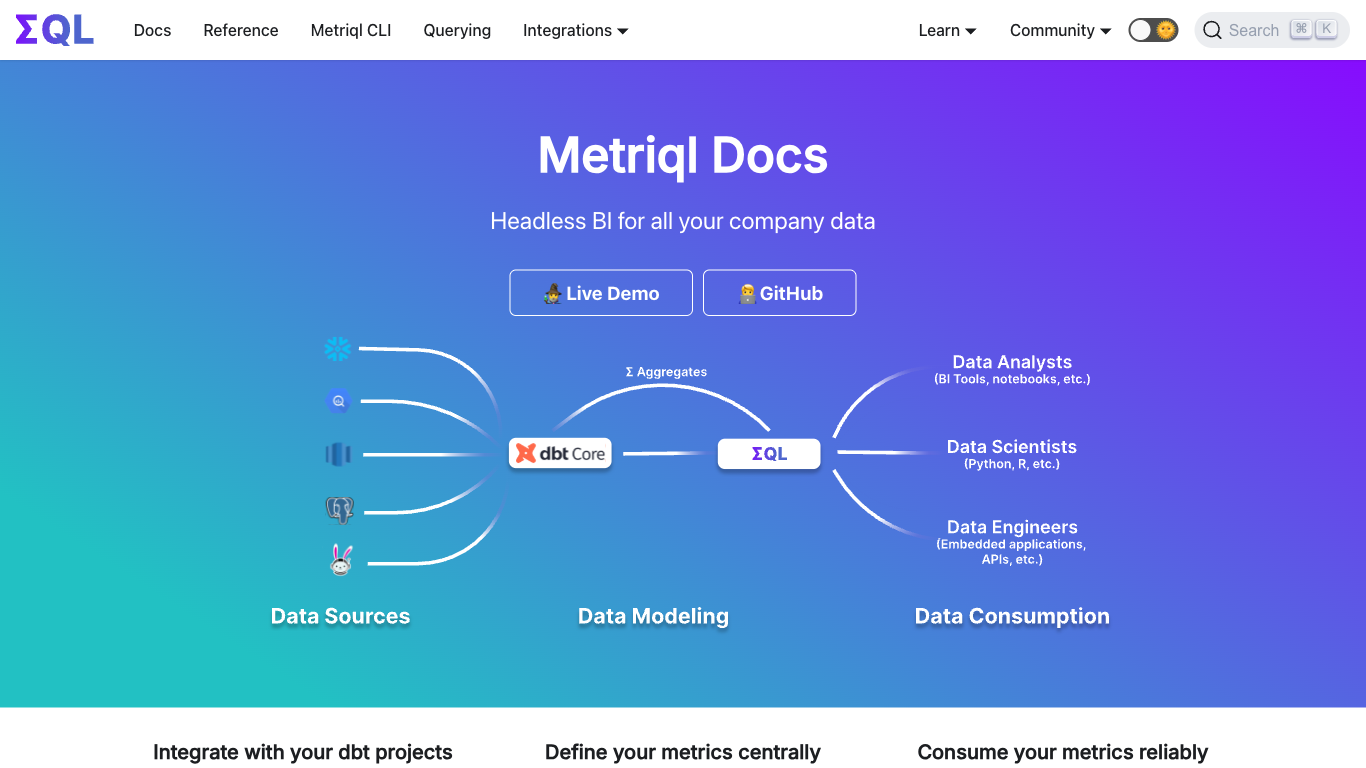 ΣQL
Docs
Reference
Metriql CLI
Querying
Integrations
Learn
Community
Search
⌘
K
Metriql Docs
Headless BI for all your company data
Live Demo
GitHub
Σ Aggregates
dbt Core
ΣQL
Data Analysts
(BI Tools, notebooks, etc.)
Data Scientists
(Python, R, etc.)
Data Engineers
(Embedded applications,
APIs, etc.)
Data Sources
Data Modeling
Data Consumption
Integrate with your dbt projects
Define your metrics centrally
Consume your metrics reliably